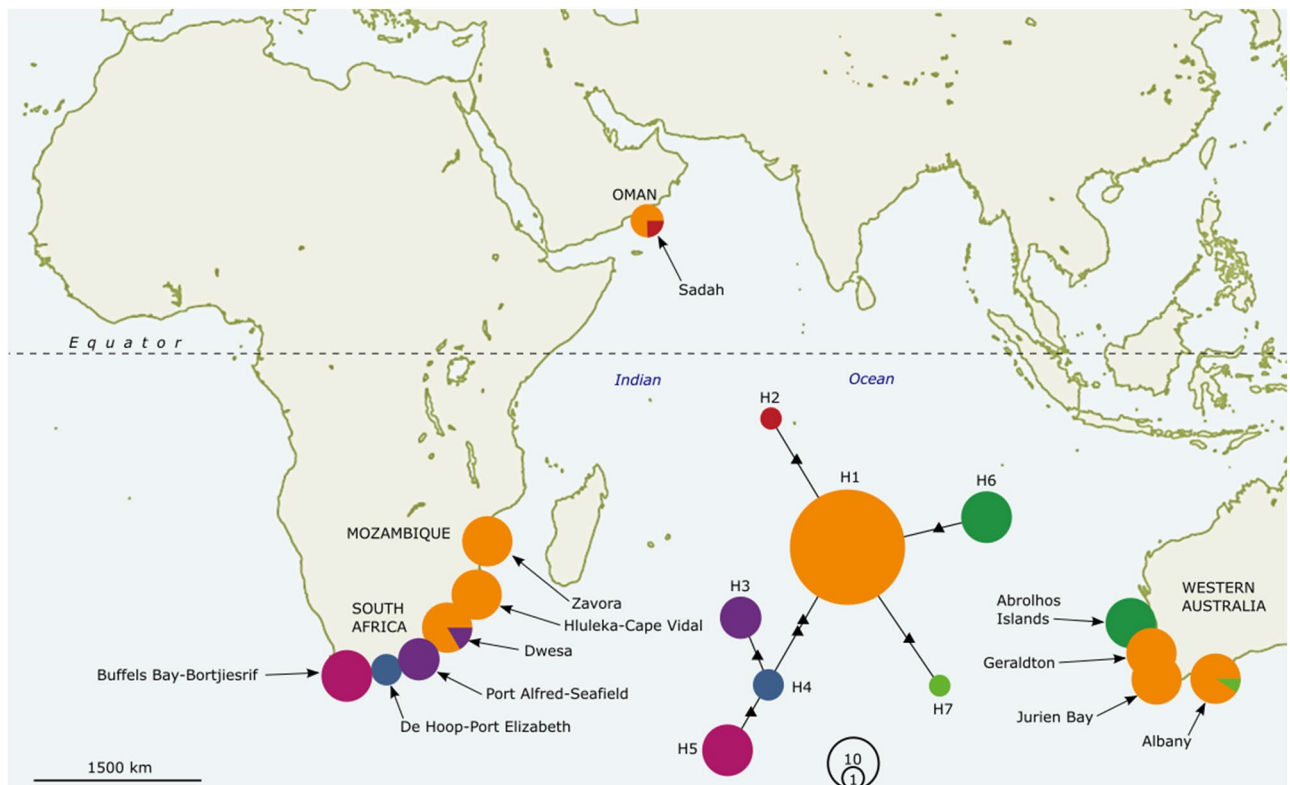 OMAN
Sadah
Equator
Indian
Ocean
H2
H1
H6
MOZAMBIQUE
Zavora
SOUTH
AFRICA
Hluleka-Cape Vidal
Dwesa
Buffels Bay-Bortjiesrif
Port Alfred-Seafield
De Hoop-Port Elizabeth
H3
H4
H5
H7
10
1
WESTERN
AUSTRALIA
Abrolhos
Islands
Geraldton
Jurien Bay
Albany
1500 km